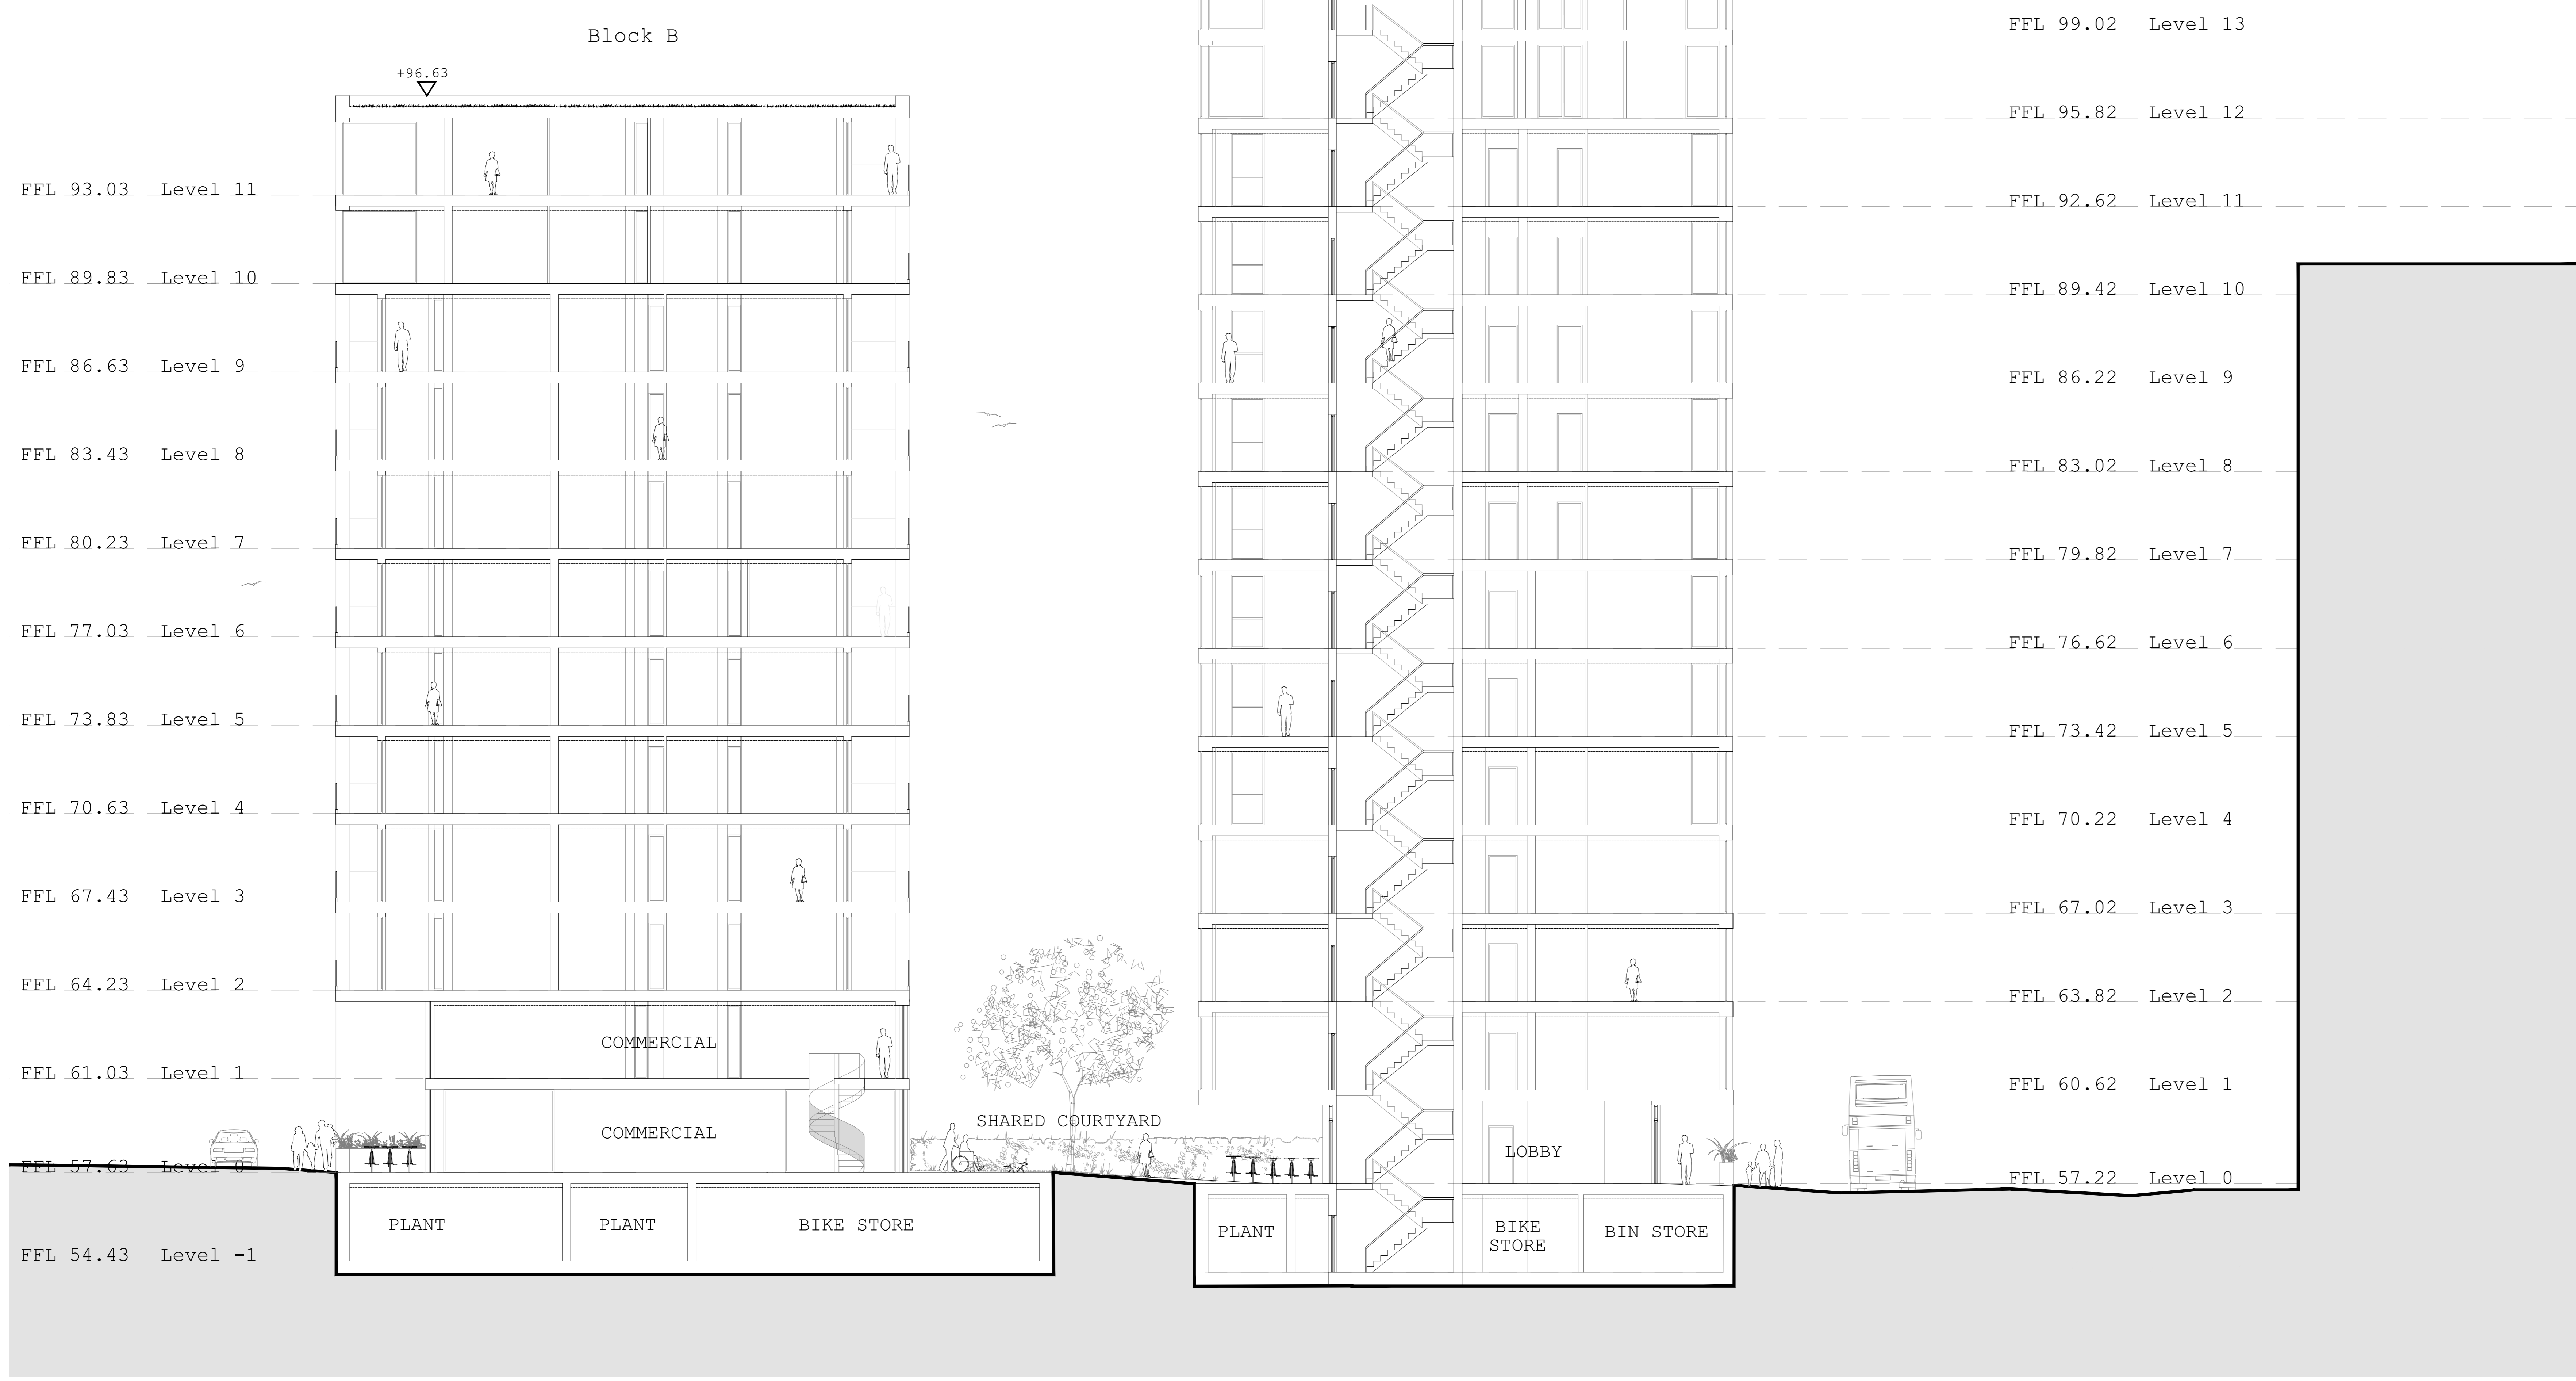 Block B
+96.63
FFL 93.03 Level 11
FFL 89.83 Level 10
FFL 86.63 Level 9
FFL 83.43 Level 8
FFL 80.23 Level 7
FFL 77.03 Level 6
FFL 73.83 Level 5
FFL 70.63 Level 4
FFL 67.43 Level 3
FFL 64.23 Level 2
FFL 61.03 Level 1
FFL 57.63 Level 0
FFL 54.43 Level -1
COMMERCIAL
COMMERCIAL
PLANT
PLANT
BIKE STORE
SHARED COURTYARD
LOBBY
PLANT
BIKE
STORE
BIN STORE
FFL 99.02 Level 13
FFL 95.82 Level 12
FFL 92.62 Level 11
FFL 89.42 Level 10
FFL 86.22 Level 9
FFL 83.02 Level 8
FFL 79.82 Level 7
FFL 76.62 Level 6
FFL 73.42 Level 5
FFL 70.22 Level 4
FFL 67.02 Level 3
FFL 63.82 Level 2
FFL 60.62 Level 1
FFL 57.22 Level 0